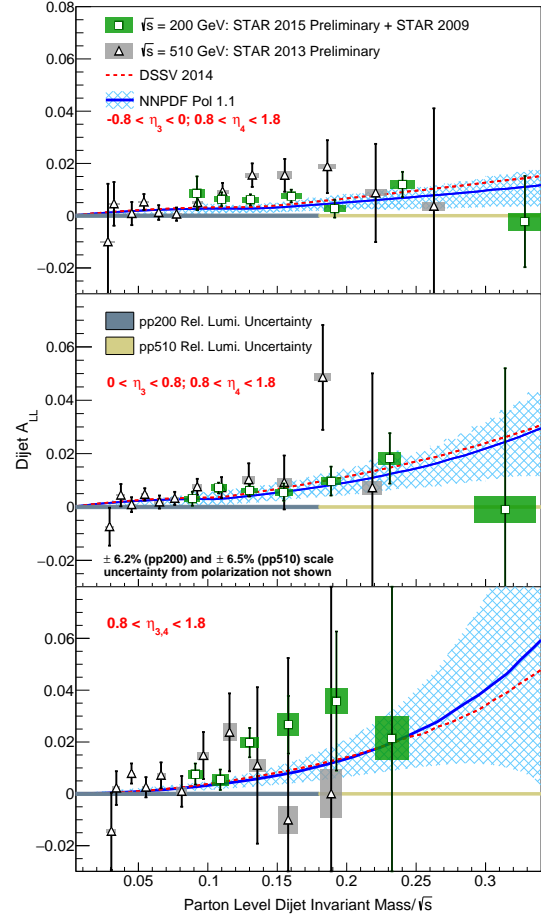 0.08
√s = 200 GeV: STAR 2015 Preliminary + STAR 2009
√s = 510 GeV: STAR 2013 Preliminary
0.06
DSSV 2014
NNPDF Pol 1.1
0.04
-0.8 < η3 < 0; 0.8 < η4 < 1.8
0.02
0
−0.02
pp200 Rel. Lumi. Uncertainty
0.06
pp510 Rel. Lumi. Uncertainty
0 < η3 < 0.8; 0.8 < η4 < 1.8
0.04
Dijet ALL
0.02
0
−0.02
± 6.2% (pp200) and ± 6.5% (pp510) scale
uncertainty from polarization not shown
0.8 < η3,4 < 1.8
0.06
0.04
0.02
0
−0.02
0.05 0.1 0.15 0.2 0.25 0.3
Parton Level Dijet Invariant Mass/√s